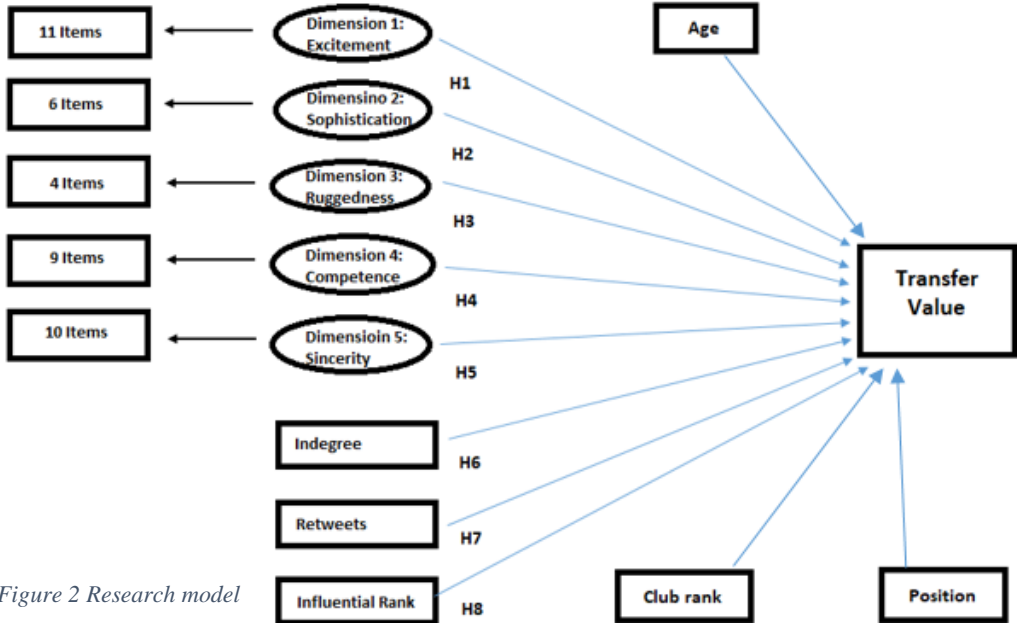 11 Items
Dimension 1:
Excitement
Age
H1
6 Items
Dimensino 2:
Sophistication
H2
4 Items
Dimension 3:
Ruggedness
H3
9 Items
Dimension 4:
Competence
H4
Transfer
Value
10 Items
Dimensioin 5:
Sincerity
H5
Indegree
H6
Retweets
H7
Influential Rank
H8
Club rank
Position
Figure 2 Research model